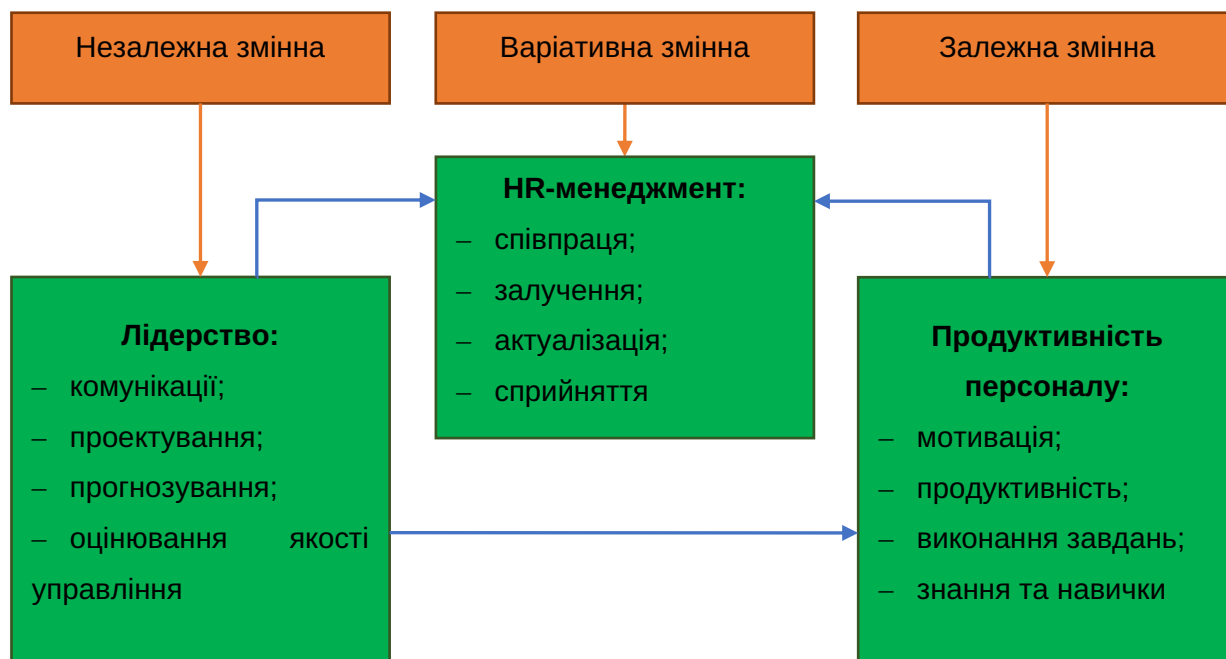 Незалежна змінна
Варіативна змінна
Залежна змінна
HR-менеджмент:
– співпраця;
– залучення;
– актуалізація;
– сприйняття
Лідерство:
– комунікації;
– проектування;
– прогнозування;
– оцінювання якості
управління
Продуктивність
персоналу:
– мотивація;
– продуктивність;
– виконання завдань;
– знання та навички